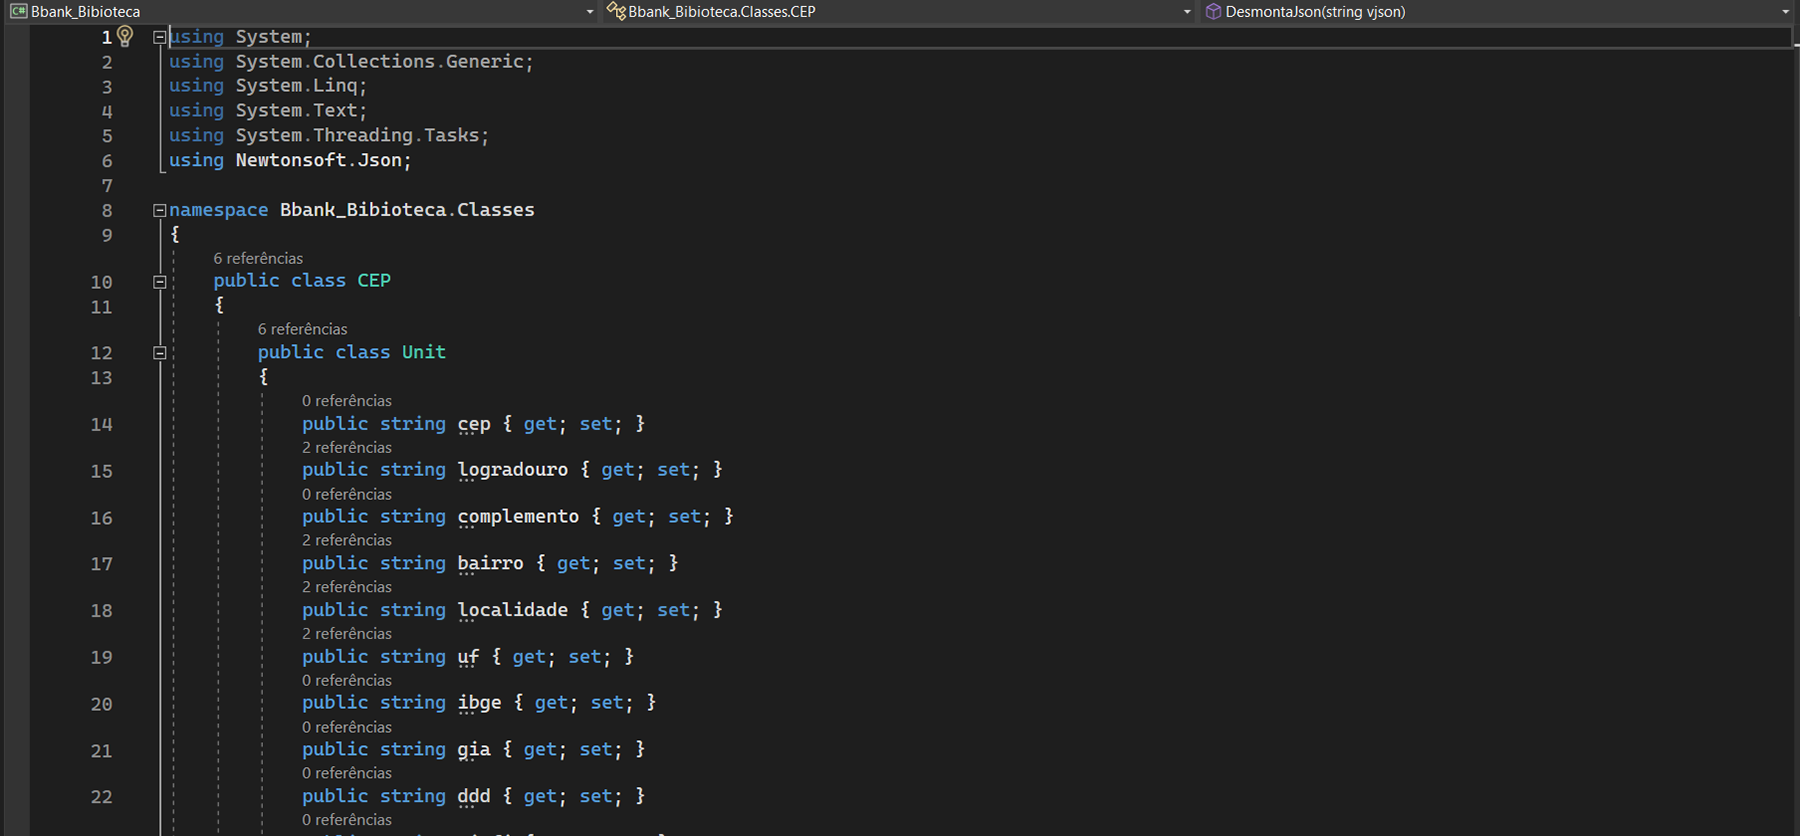 C# Bbank_Bibioteca Bbank_Bibioteca.Classes.CEP DesmontaJson(string vjson)
1 using System;
2 using System.Collections.Generic;
3 using System.Linq;
4 using System.Text;
5 using System.Threading.Tasks;
6 using Newtonsoft.Json;
7
8 namespace Bbank_Bibioteca.Classes
9 {
6 referências
10 public class CEP
11 {
6 referências
12 public class Unit
13 {
0 referências
14 public string cep { get; set; }
2 referências
15 public string logradouro { get; set; }
0 referências
16 public string complemento { get; set; }
2 referências
17 public string bairro { get; set; }
2 referências
18 public string localidade { get; set; }
2 referências
19 public string uf { get; set; }
0 referências
20 public string ibge { get; set; }
0 referências
21 public string gia { get; set; }
0 referências
22 public string ddd { get; set; }
0 referências